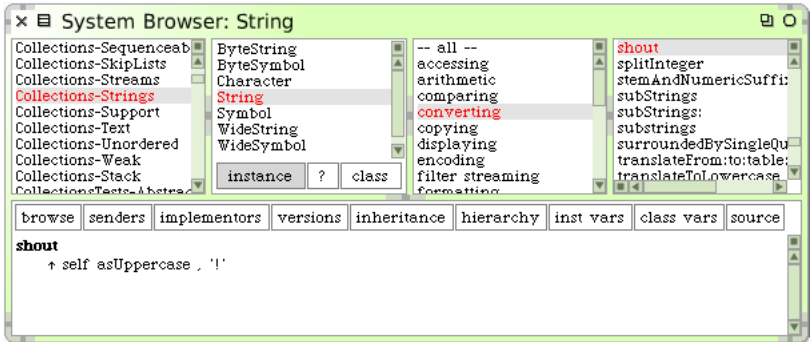 System Browser: String
Collections-Sequenceab
Collections-SkipLists
Collections-Streams
Collections-Strings
Collections-Support
Collections-Text
Collections-Unordered
Collections-Weak
Collections-Stack
CollectionsTests-Abstrac
ByteString
ByteSymbol
Character
String
Symbol
WideString
WideSymbol
instance ? class
-- all --
accessing
arithmetic
comparing
converting
copying
displaying
encoding
filter streaming
formatting
shout
splitInteger
stemAndNumericSuffix
subStrings
subStrings:
substrings
surroundedBySingleQu
translateFrom:to:table:
translateToLowercase
browse senders implementors versions inheritance hierarchy inst vars class vars source
shout
↑ self asUppercase , '!'